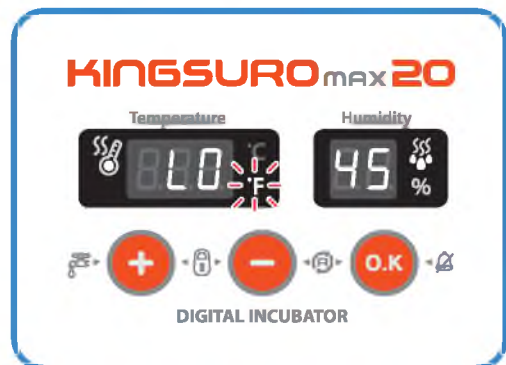 KINGSURO MAX 20
Temperature Humidity
°C
LO °F 45 %
+ - O.K
DIGITAL INCUBATOR